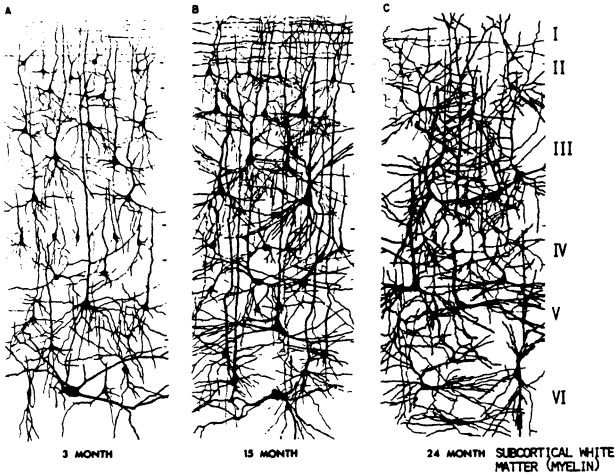 A
B
C
I
II
III
IV
V
VI
3 MONTH
15 MONTH
24 MONTH
SUBCORTICAL WHITE
MATTER (MYELIN)